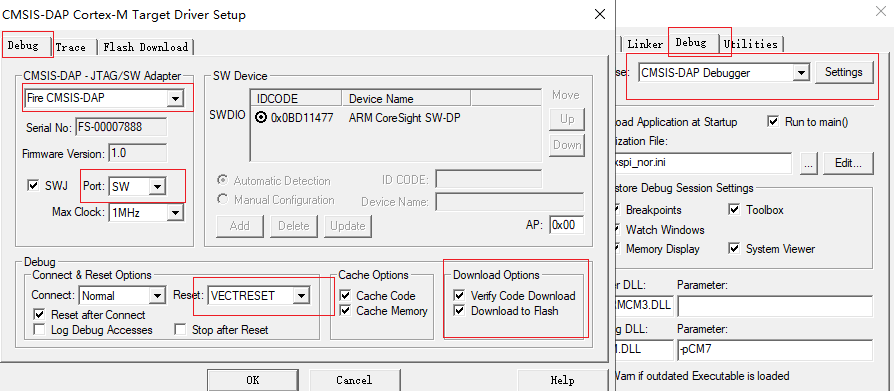 CMSIS-DAP Cortex-M Target Driver Setup
Debug Trace Flash Download
CMSIS-DAP - JTAG/SW Adapter
Fire CMSIS-DAP
Serial No: FS-00007888
Firmware Version: 1.0
SWJ Port: SW
Max Clock: 1MHz
SW Device
IDCODE Device Name
SWDIO 0x0BD11477 ARM CoreSight SW-DP
Move
Up
Down
Automatic Detection ID CODE:
Manual Configuration Device Name:
Add Delete Update AP: 0x00
Debug
Connect & Reset Options
Connect: Normal Reset: VECTRESET
Reset after Connect
Log Debug Accesses Stop after Reset
Cache Options
Cache Code
Cache Memory
Download Options
Verify Code Download
Download to Flash
OK Cancel Help
Linker Debug Utilities
se: CMSIS-DAP Debugger Settings
oad Application at Startup Run to main()
ization File:
xspi_nor.ini ... Edit...
store Debug Session Settings
Breakpoints Toolbox
Watch Windows
Memory Display System Viewer
er DLL: Parameter:
MCM3.DLL
g DLL: Parameter:
M.DLL -pCM7
Warn if outdated Executable is loaded